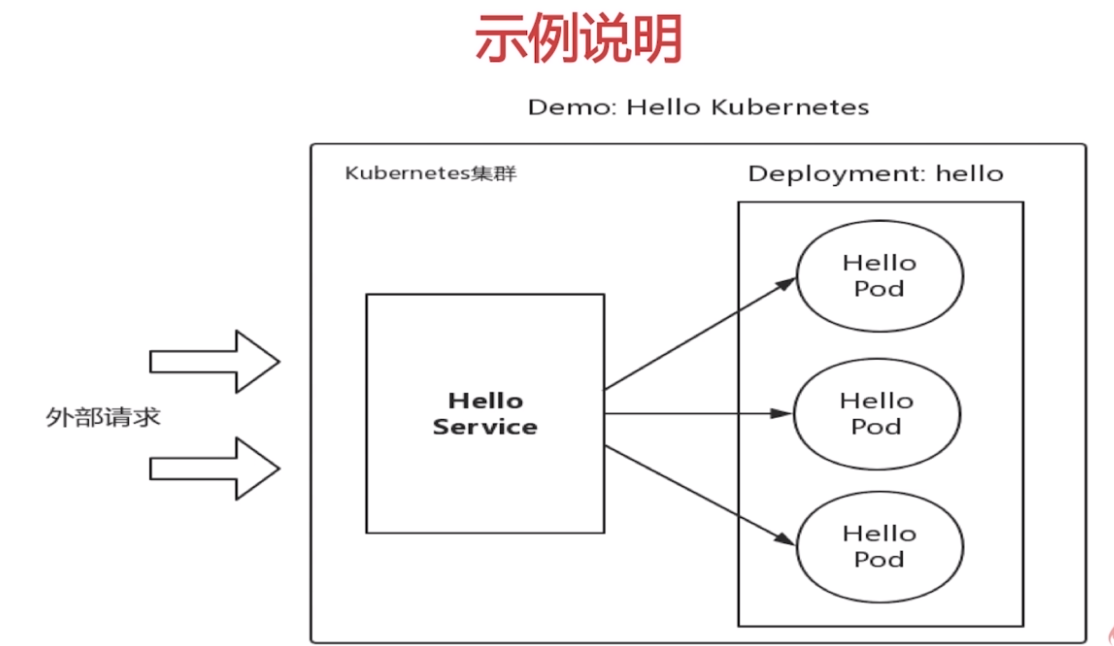 示例说明
Demo: Hello Kubernetes
Kubernetes集群
Deployment: hello
外部请求
Hello
Service
Hello
Pod
Hello
Pod
Hello
Pod